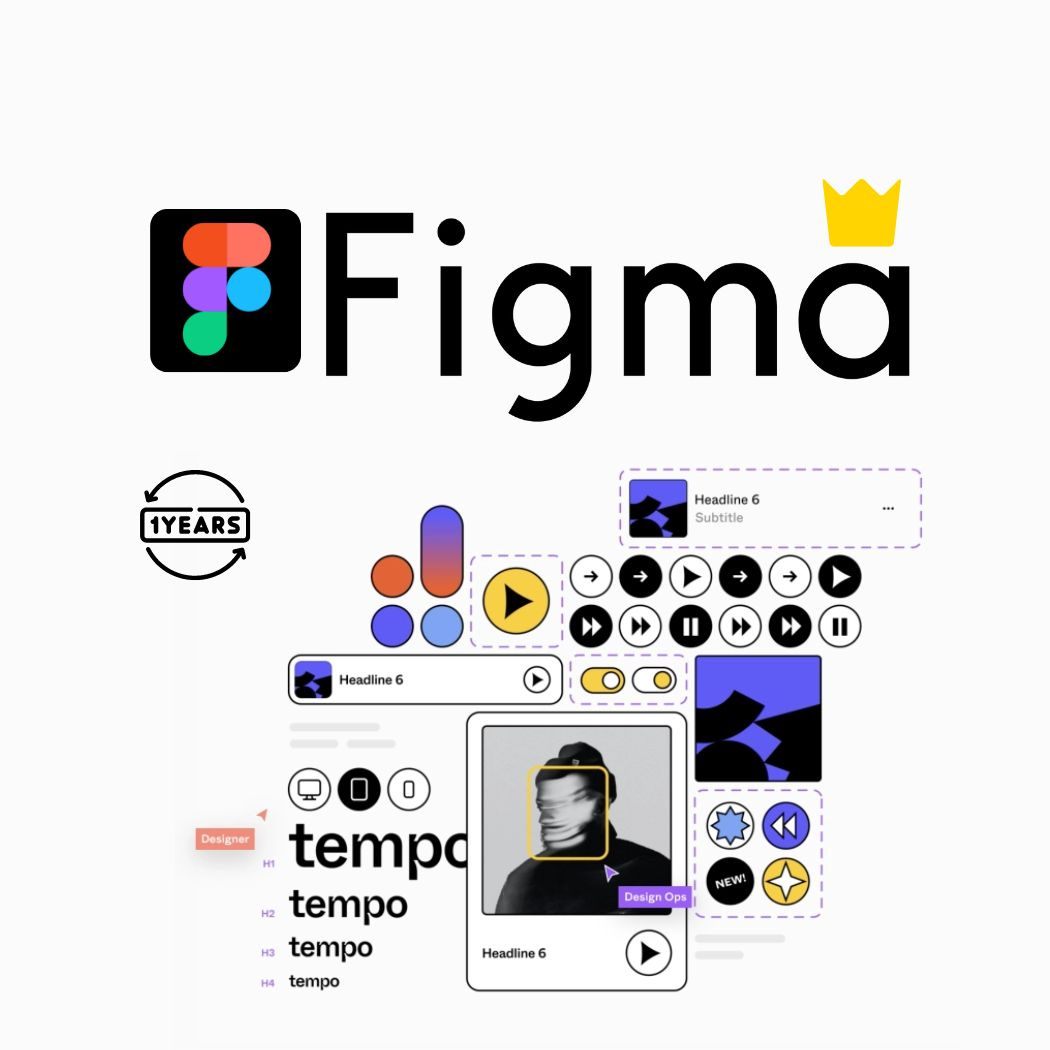 Figma
1YEARS
Headline 6
Subtitle
...
Headline 6
Designer
H1 tempo
H2 tempo
H3 tempo
H4 tempo
Design Ops
Headline 6
NEW!